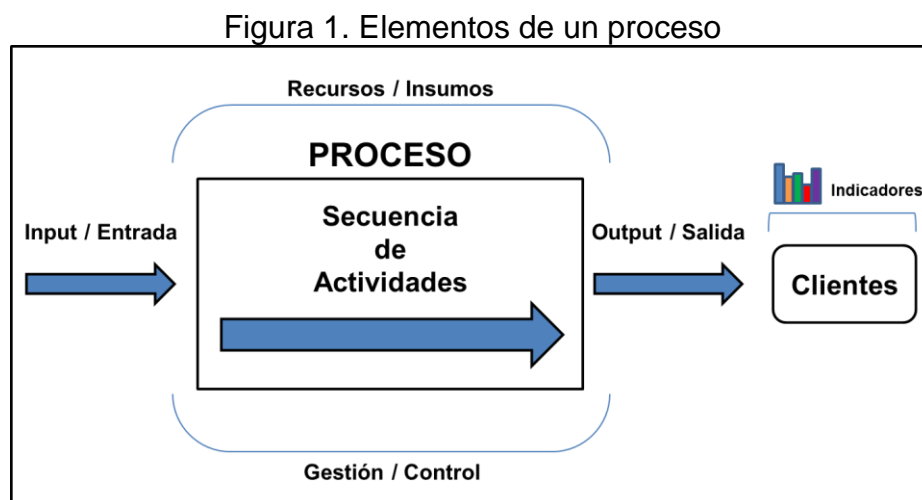 Figura 1. Elementos de un proceso
Recursos / Insumos
PROCESO
Indicadores
Input / Entrada
Secuencia
de
Actividades
Output / Salida
Clientes
Gestión / Control